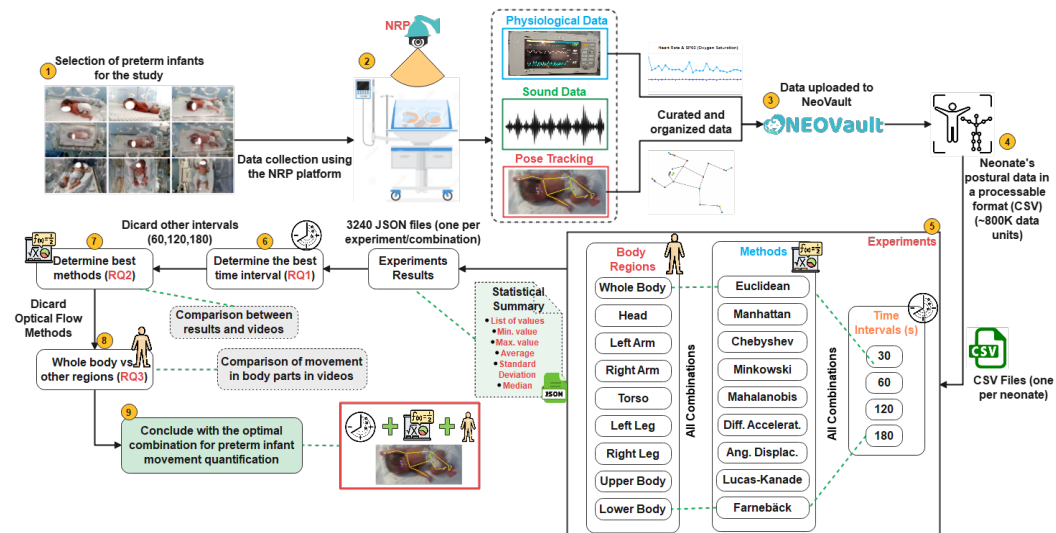 1
Selection of preterm infants
for the study
Data collection using
the NRP platform
2
NRP
Physiological Data
Sound Data
Pose Tracking
Heart Rate & SP02 (Oxygen Saturation)
Curated and
organized data
3
Data uploaded to
NeoVault
NEOVault
4
Neonate's
postural data in
a processable
format (CSV)
(~800K data
units)
CSV
CSV Files (one
per neonate)
5
Experiments
Body
Regions
Whole Body
Head
Left Arm
Right Arm
Torso
Left Leg
Right Leg
Upper Body
Lower Body
All Combinations
Methods
Euclidean
Manhattan
Chebyshev
Minkowski
Mahalanobis
Diff. Accelerat.
Ang. Displac.
Lucas-Kanade
Farnebäck
All Combinations
Time
Intervals (s)
30
60
120
180
3240 JSON files (one per
experiment/combination)
Experiments
Results
Statistical
Summary
List of values
Min. value
Max. value
Average
Standard
Deviation
Median
JSON
6
Determine the best
time interval (RQ1)
Dicard other intervals
(60,120,180)
7
Determine best
methods (RQ2)
Comparison between
results and videos
Dicard
Optical Flow
Methods
8
Whole body vs
other regions (RQ3)
Comparison of movement
in body parts in videos
9
Conclude with the optimal
combination for preterm infant
movement quantification